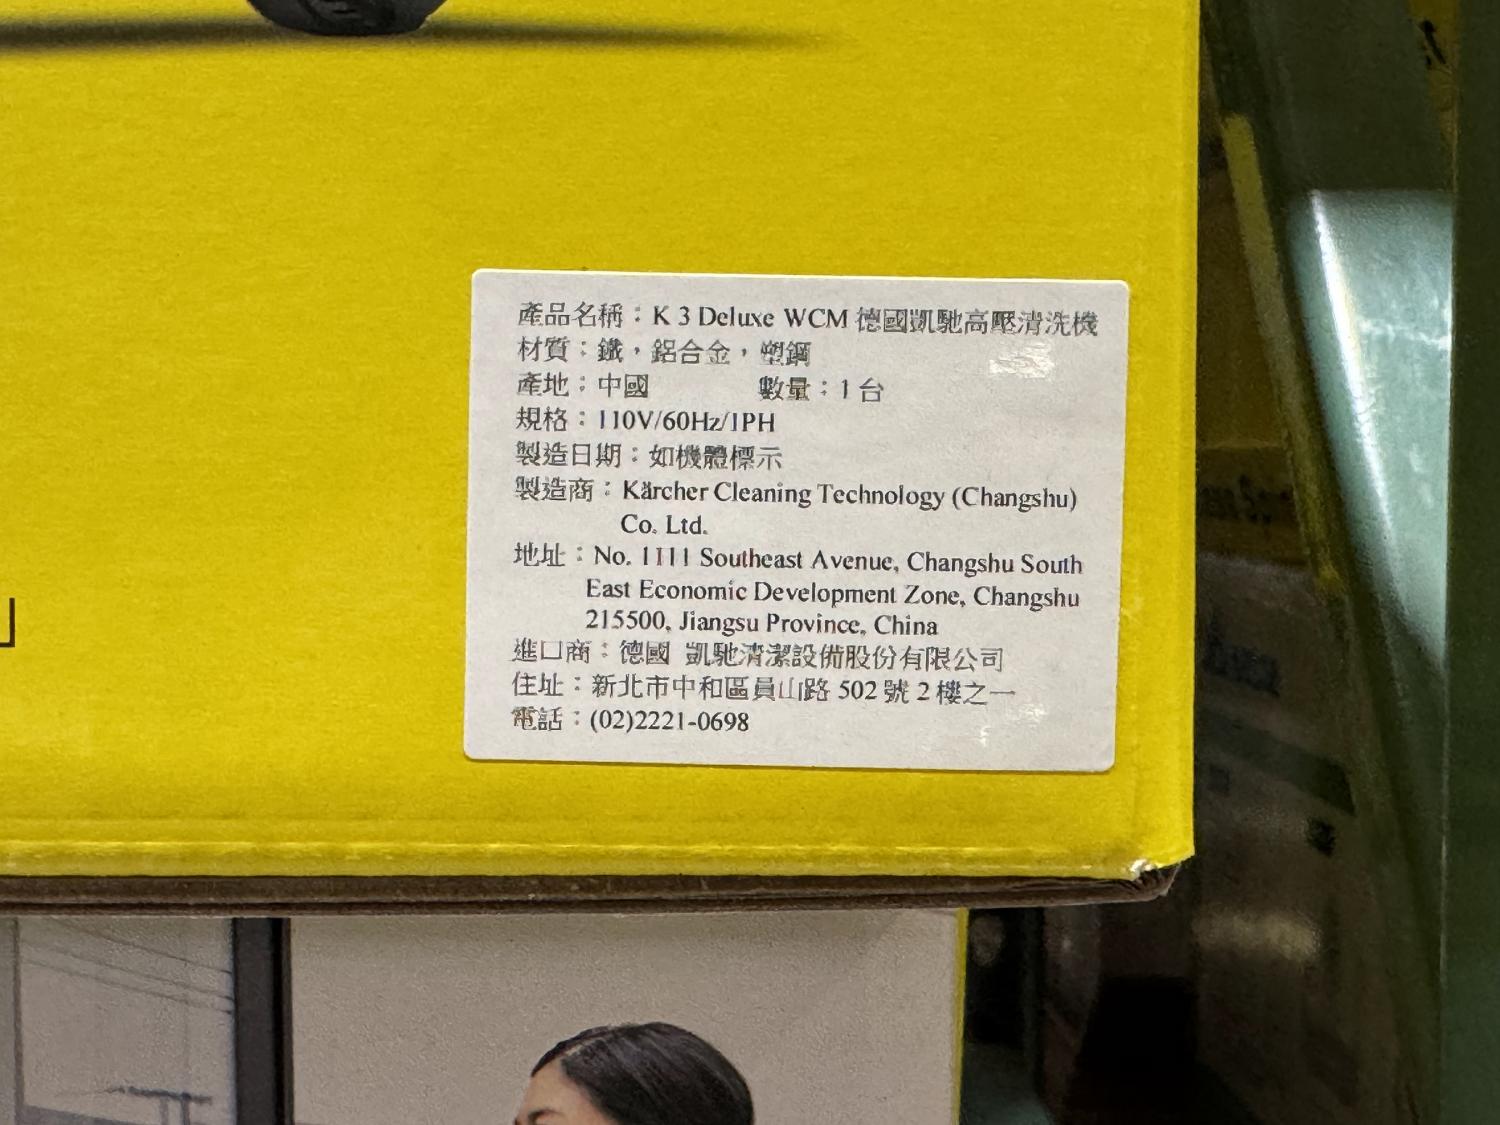 產品名稱：K 3 Deluxe WCM 德國凱馳高壓清洗機
材質：鐵，鋁合金，塑鋼
產地：中國 數量：1 台
規格：110V/60Hz/1PH
製造日期：如機體標示
製造商：Kärcher Cleaning Technology (Changshu)
Co. Ltd.
地址：No. 1111 Southeast Avenue, Changshu South
East Economic Development Zone, Changshu
215500, Jiangsu Province, China
進口商：德國 凱馳清潔設備股份有限公司
住址：新北市中和區員山路 502 號 2 樓之一
電話：(02)2221-0698